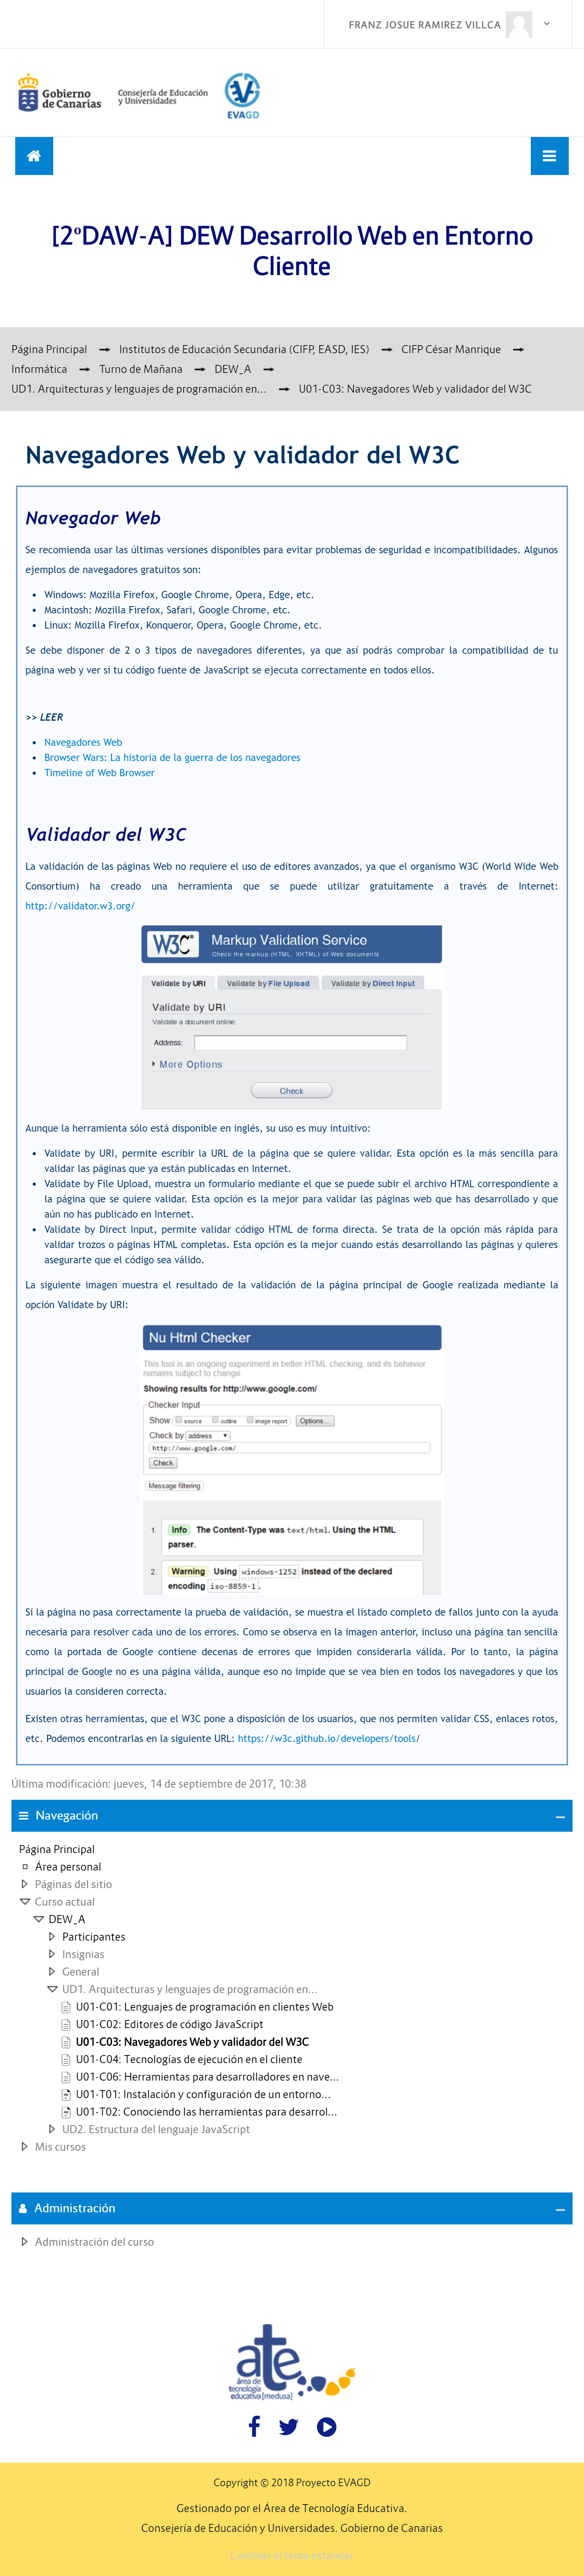 FRANZ JOSUE RAMIREZ VILLCA
Gobierno
de Canarias
Consejería de Educación
y Universidades
EVAGD
[2ºDAW-A] DEW Desarrollo Web en Entorno
Cliente
Página Principal
Institutos de Educación Secundaria (CIFP, EASD, IES)
CIFP César Manrique
Informática
Turno de Mañana
DEW_A
UD1. Arquitecturas y lenguajes de programación en...
U01-C03: Navegadores Web y validador del W3C
Navegadores Web y validador del W3C
Navegador Web
Se recomienda usar las últimas versiones disponibles para evitar problemas de seguridad e incompatibilidades. Algunos
ejemplos de navegadores gratuitos son:
• Windows: Mozilla Firefox, Google Chrome, Opera, Edge, etc.
• Macintosh: Mozilla Firefox, Safari, Google Chrome, etc.
• Linux: Mozilla Firefox, Konqueror, Opera, Google Chrome, etc.
Se debe disponer de 2 o 3 tipos de navegadores diferentes, ya que así podrás comprobar la compatibilidad de tu
página web y ver si tu código fuente de JavaScript se ejecuta correctamente en todos ellos.
>> LEER
• Navegadores Web
• Browser Wars: La historia de la guerra de los navegadores
• Timeline of Web Browser
Validador del W3C
La validación de las páginas Web no requiere el uso de editores avanzados, ya que el organismo W3C (World Wide Web
Consortium) ha creado una herramienta que se puede utilizar gratuitamente a través de Internet:
http://validator.w3.org/
W3C Markup Validation Service
Check the markup (HTML, XHTML) of Web documents
Validate by URI
Validate by File Upload
Validate by Direct Input
Validate by URI
Validate a document online:
Address:
More Options
Check
Aunque la herramienta sólo está disponible en inglés, su uso es muy intuitivo:
• Validate by URI, permite escribir la URL de la página que se quiere validar. Esta opción es la más sencilla para
validar las páginas que ya están publicadas en Internet.
• Validate by File Upload, muestra un formulario mediante el que se puede subir el archivo HTML correspondiente a
la página que se quiere validar. Esta opción es la mejor para validar las páginas web que has desarrollado y que
aún no has publicado en Internet.
• Validate by Direct Input, permite validar código HTML de forma directa. Se trata de la opción más rápida para
validar trozos o páginas HTML completas. Esta opción es la mejor cuando estás desarrollando las páginas y quieres
asegurarte que el código sea válido.
La siguiente imagen muestra el resultado de la validación de la página principal de Google realizada mediante la
opción Validate by URI:
Nu Html Checker
This tool is an ongoing experiment in better HTML checking, and its behavior
remains subject to change
Showing results for http://www.google.com/
Checker Input
Show source outline image report Options...
Check by address
http://www.google.com/
Check
Message filtering
1. Info The Content-Type was text/html. Using the HTML
parser.
2. Warning Using windows-1252 instead of the declared
encoding iso-8859-1.
Si la página no pasa correctamente la prueba de validación, se muestra el listado completo de fallos junto con la ayuda
necesaria para resolver cada uno de los errores. Como se observa en la imagen anterior, incluso una página tan sencilla
como la portada de Google contiene decenas de errores que impiden considerarla válida. Por lo tanto, la página
principal de Google no es una página válida, aunque eso no impide que se vea bien en todos los navegadores y que los
usuarios la consideren correcta.
Existen otras herramientas, que el W3C pone a disposición de los usuarios, que nos permiten validar CSS, enlaces rotos,
etc. Podemos encontrarlas en la siguiente URL: https://w3c.github.io/developers/tools/
Última modificación: jueves, 14 de septiembre de 2017, 10:38
Navegación
Página Principal
Área personal
Páginas del sitio
Curso actual
DEW_A
Participantes
Insignias
General
UD1. Arquitecturas y lenguajes de programación en...
U01-C01: Lenguajes de programación en clientes Web
U01-C02: Editores de código JavaScript
U01-C03: Navegadores Web y validador del W3C
U01-C04: Tecnologías de ejecución en el cliente
U01-C06: Herramientas para desarrolladores en nave...
U01-T01: Instalación y configuración de un entorno...
U01-T02: Conociendo las herramientas para desarrol...
UD2. Estructura del lenguaje JavaScript
Mis cursos
Administración
Administración del curso
ate
área de
tecnología
educativa [medusa]
Copyright © 2018 Proyecto EVAGD
Gestionado por el Área de Tecnología Educativa.
Consejería de Educación y Universidades. Gobierno de Canarias
Cambiar al tema estándar